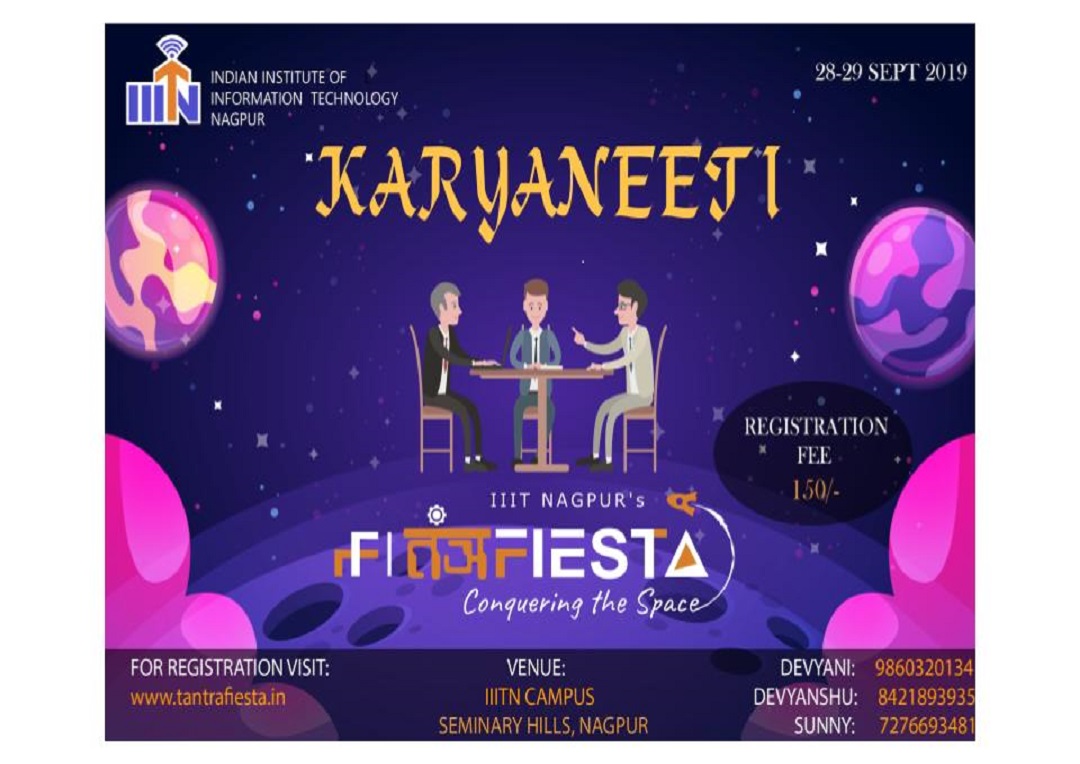 IIITN
INDIAN INSTITUTE OF
INFORMATION TECHNOLOGY
NAGPUR
28-29 SEPT 2019
KARYANEETI
REGISTRATION
FEE
150/-
IIIT NAGPUR's
FIESTA
Conquering the Space
FOR REGISTRATION VISIT:
www.tantrafiesta.in
VENUE:
IIITN CAMPUS
SEMINARY HILLS, NAGPUR
DEVYANI: 9860320134
DEVYANSHU: 8421893935
SUNNY: 7276693481